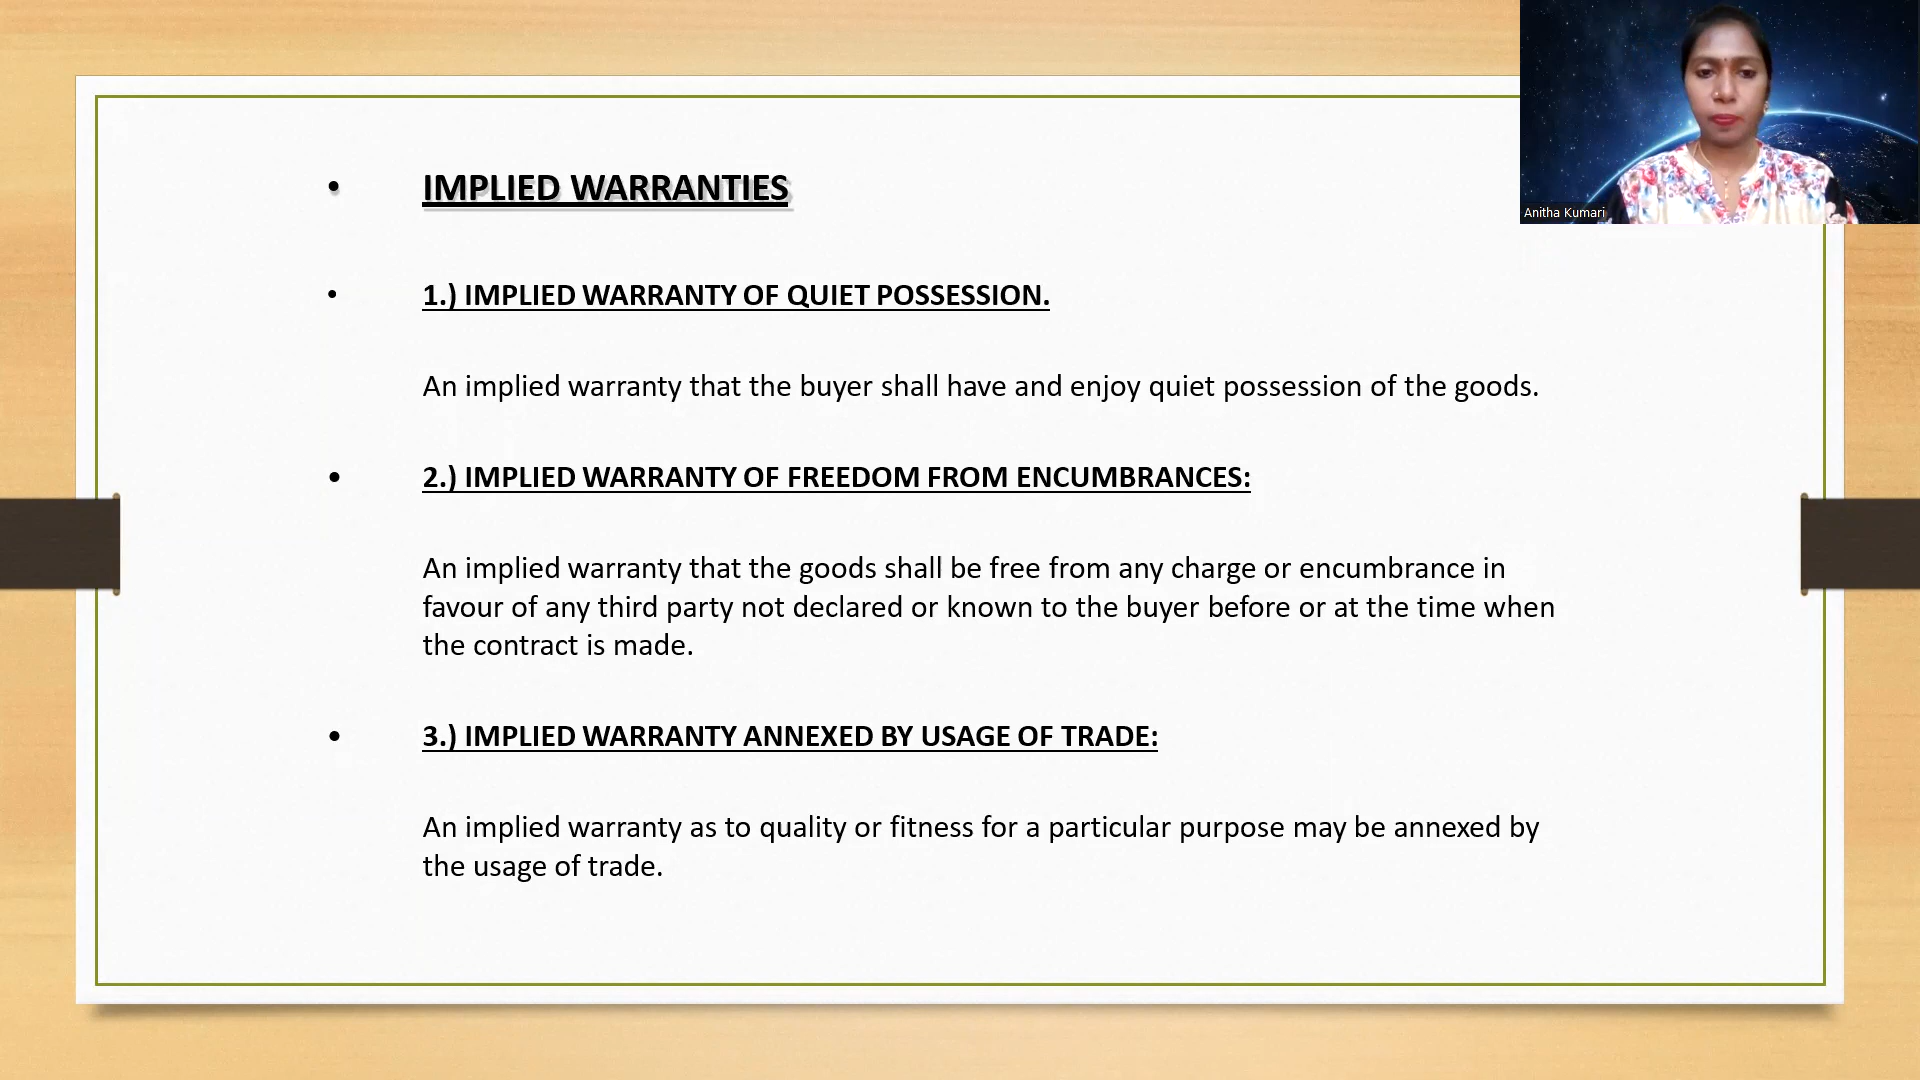 Anitha Kumari
• IMPLIED WARRANTIES
• 1.) IMPLIED WARRANTY OF QUIET POSSESSION.
An implied warranty that the buyer shall have and enjoy quiet possession of the goods.
• 2.) IMPLIED WARRANTY OF FREEDOM FROM ENCUMBRANCES:
An implied warranty that the goods shall be free from any charge or encumbrance in
favour of any third party not declared or known to the buyer before or at the time when
the contract is made.
• 3.) IMPLIED WARRANTY ANNEXED BY USAGE OF TRADE:
An implied warranty as to quality or fitness for a particular purpose may be annexed by
the usage of trade.